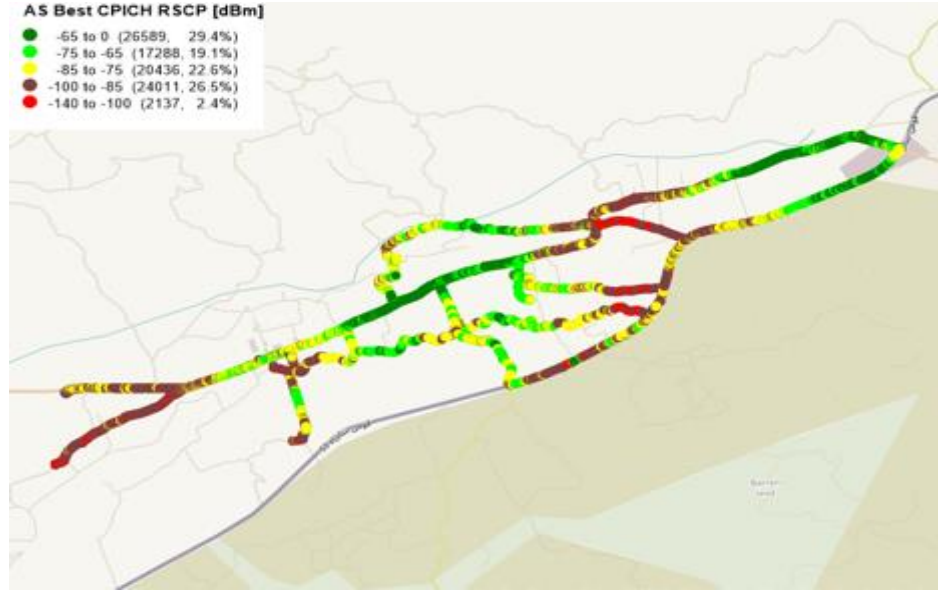 AS Best CPICH RSCP [dBm]
-65 to 0 (26589, 29.4%)
-75 to -65 (17288, 19.1%)
-85 to -75 (20436, 22.6%)
-100 to -85 (24011, 26.5%)
-140 to -100 (2137, 2.4%)
Barren